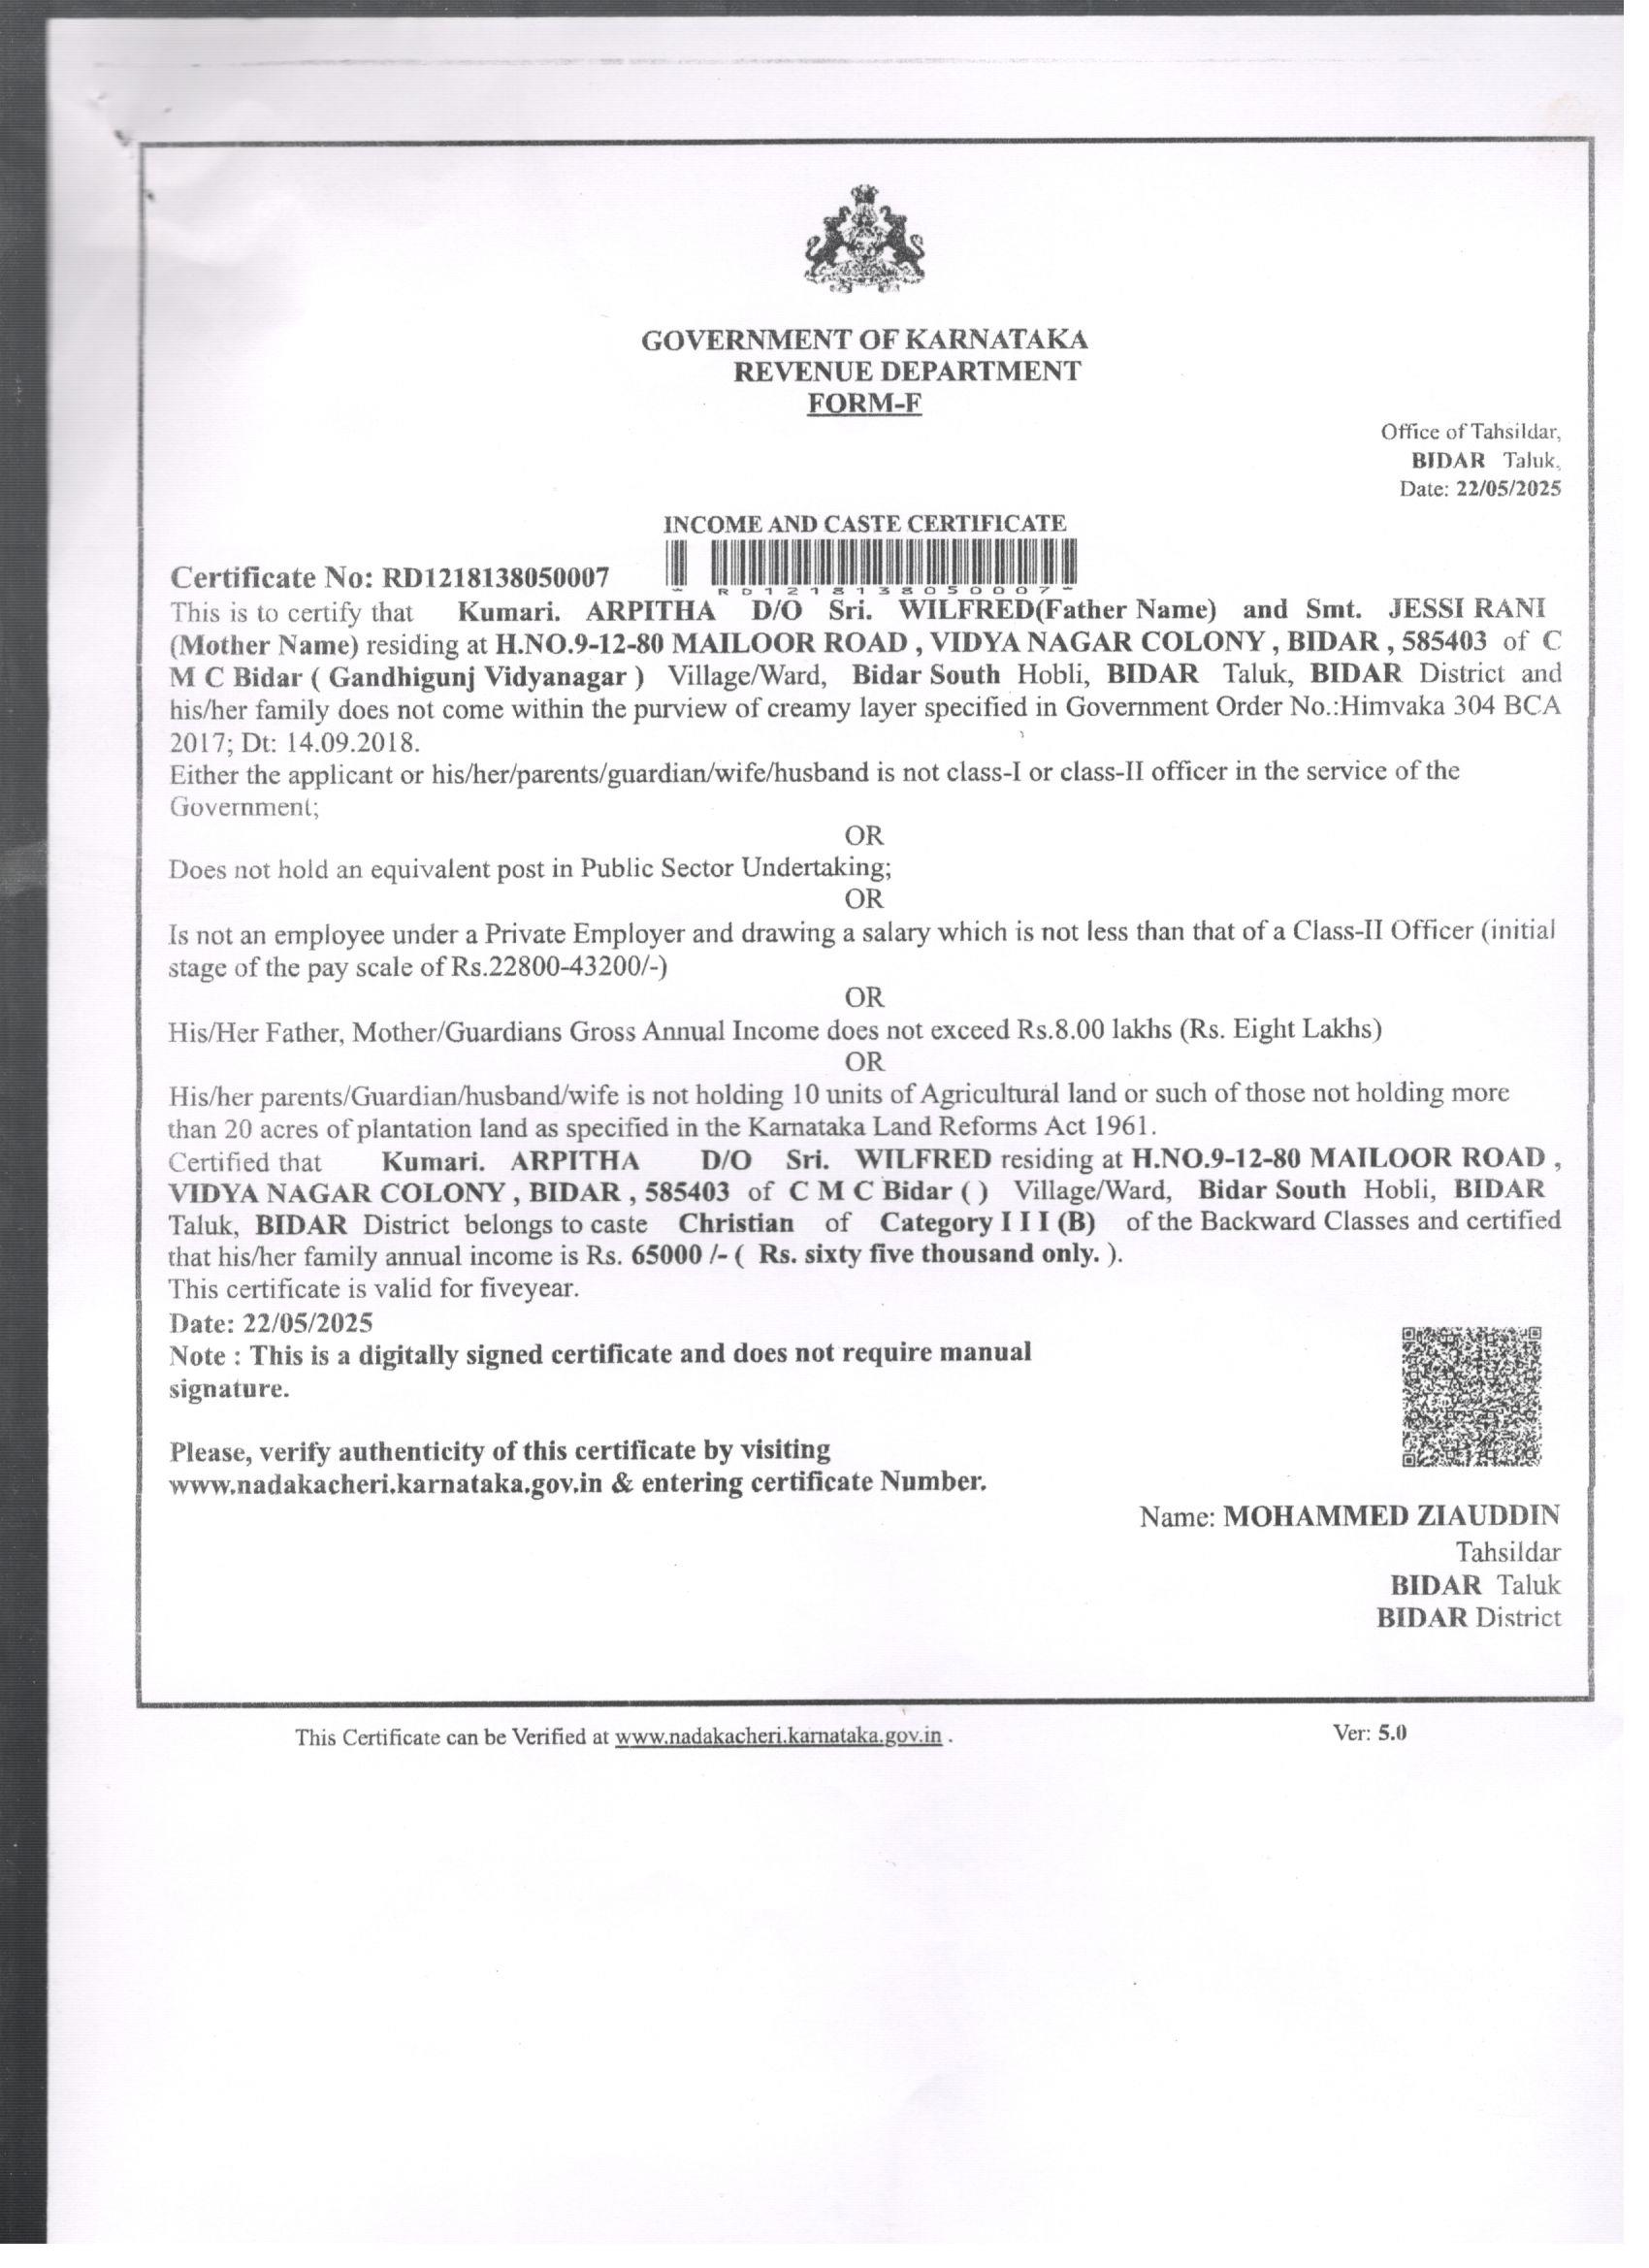 GOVERNMENT OF KARNATAKA
REVENUE DEPARTMENT
FORM-F
Office of Tahsildar,
BIDAR Taluk,
Date: 22/05/2025
INCOME AND CASTE CERTIFICATE
Certificate No: RD1218138050007
RD1218138050007
This is to certify that Kumari. ARPITHA D/O Sri. WILFRED(Father Name) and Smt. JESSI RANI
(Mother Name) residing at H.NO.9-12-80 MAILOOR ROAD , VIDYA NAGAR COLONY , BIDAR , 585403 of C
M C Bidar ( Gandhigunj Vidyanagar ) Village/Ward, Bidar South Hobli, BIDAR Taluk, BIDAR District and
his/her family does not come within the purview of creamy layer specified in Government Order No.:Himvaka 304 BCA
2017; Dt: 14.09.2018.
Either the applicant or his/her/parents/guardian/wife/husband is not class-I or class-II officer in the service of the
Government;
OR
Does not hold an equivalent post in Public Sector Undertaking;
OR
Is not an employee under a Private Employer and drawing a salary which is not less than that of a Class-II Officer (initial
stage of the pay scale of Rs.22800-43200/-)
OR
His/Her Father, Mother/Guardians Gross Annual Income does not exceed Rs.8.00 lakhs (Rs. Eight Lakhs)
OR
His/her parents/Guardian/husband/wife is not holding 10 units of Agricultural land or such of those not holding more
than 20 acres of plantation land as specified in the Karnataka Land Reforms Act 1961.
Certified that Kumari. ARPITHA D/O Sri. WILFRED residing at H.NO.9-12-80 MAILOOR ROAD ,
VIDYA NAGAR COLONY , BIDAR , 585403 of C M C Bidar ( ) Village/Ward, Bidar South Hobli, BIDAR
Taluk, BIDAR District belongs to caste Christian of Category I I I (B) of the Backward Classes and certified
that his/her family annual income is Rs. 65000 /- ( Rs. sixty five thousand only. ).
This certificate is valid for fiveyear.
Date: 22/05/2025
Note : This is a digitally signed certificate and does not require manual
signature.
Please, verify authenticity of this certificate by visiting
www.nadakacheri.karnataka.gov.in & entering certificate Number.
Name: MOHAMMED ZIAUDDIN
Tahsildar
BIDAR Taluk
BIDAR District
This Certificate can be Verified at www.nadakacheri.karnataka.gov.in .
Ver: 5.0